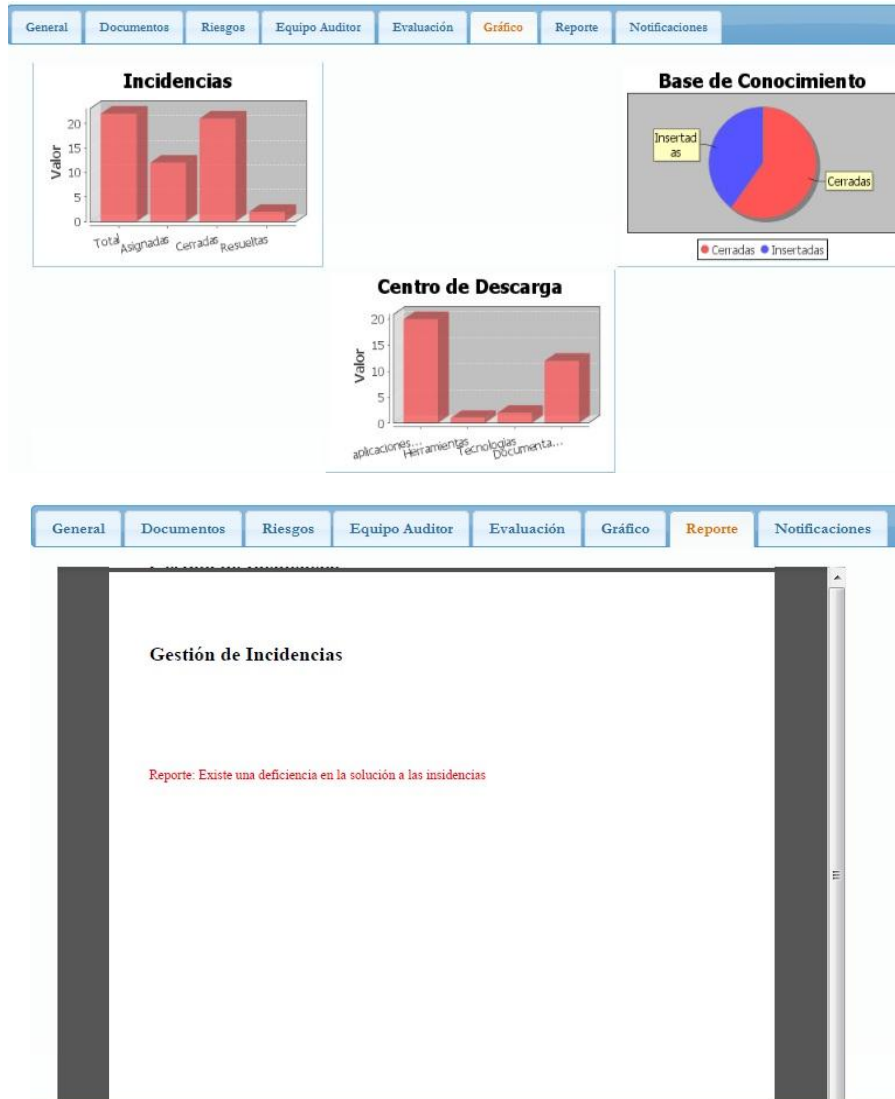 General Documentos Riesgos Equipo Auditor Evaluación Gráfico Reporte Notificaciones
Incidencias
Valor
20
15
10
5
0
Total Asignadas Cerradas Resueltas
Base de Conocimiento
Insertad
as
Cerradas
Cerradas Insertadas
Centro de Descarga
Valor
20
15
10
5
0
aplicaciones... Herramientas Tecnologias Documenta...
General Documentos Riesgos Equipo Auditor Evaluación Gráfico Reporte Notificaciones
Gestión de Incidencias
Reporte: Existe una deficiencia en la solución a las insidencias